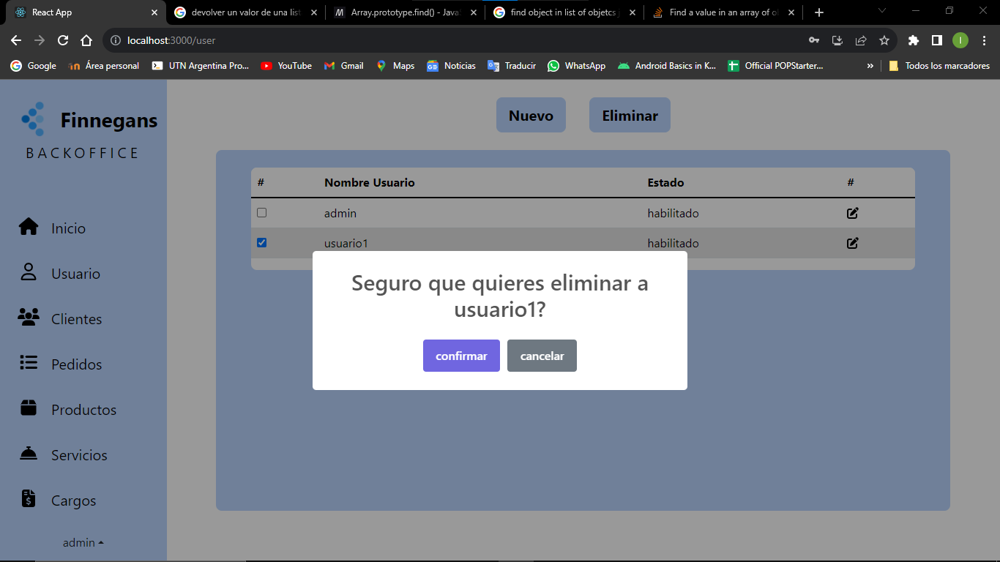 React App
devolver un valor de una list
Array.prototype.find() - Java
find object in list of objetcs j
Find a value in an array of o
localhost:3000/user
I
Google
Área personal
UTN Argentina Pro...
YouTube
Gmail
Maps
Noticias
Traducir
WhatsApp
Android Basics in K...
Official POPStarter...
»
Todos los marcadores
Finnegans
BACKOFFICE
Inicio
Usuario
Clientes
Pedidos
Productos
Servicios
Cargos
admin
Nuevo
Eliminar
# Nombre Usuario Estado #
admin habilitado
usuario1 habilitado
Seguro que quieres eliminar a
usuario1?
confirmar
cancelar